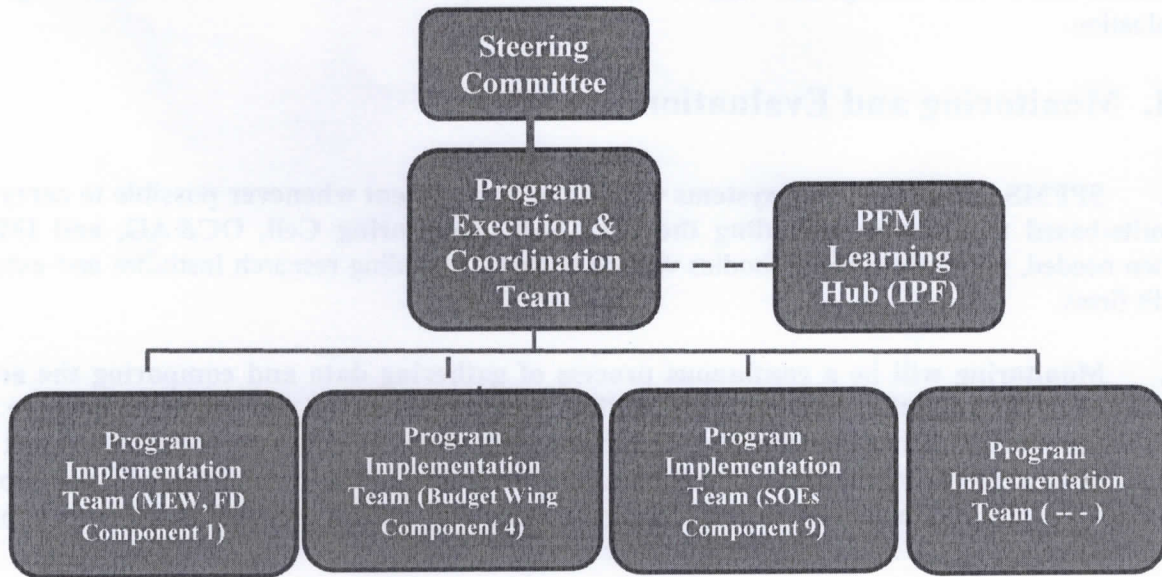 Steering
Committee
Program
Execution &
Coordination
Team
PFM
Learning
Hub (IPF)
Program
Implementation
Team (MEW, FD
Component 1)
Program
Implementation
Team (Budget Wing
Component 4)
Program
Implementation
Team (SOEs
Component 9)
Program
Implementation
Team ( -- - )